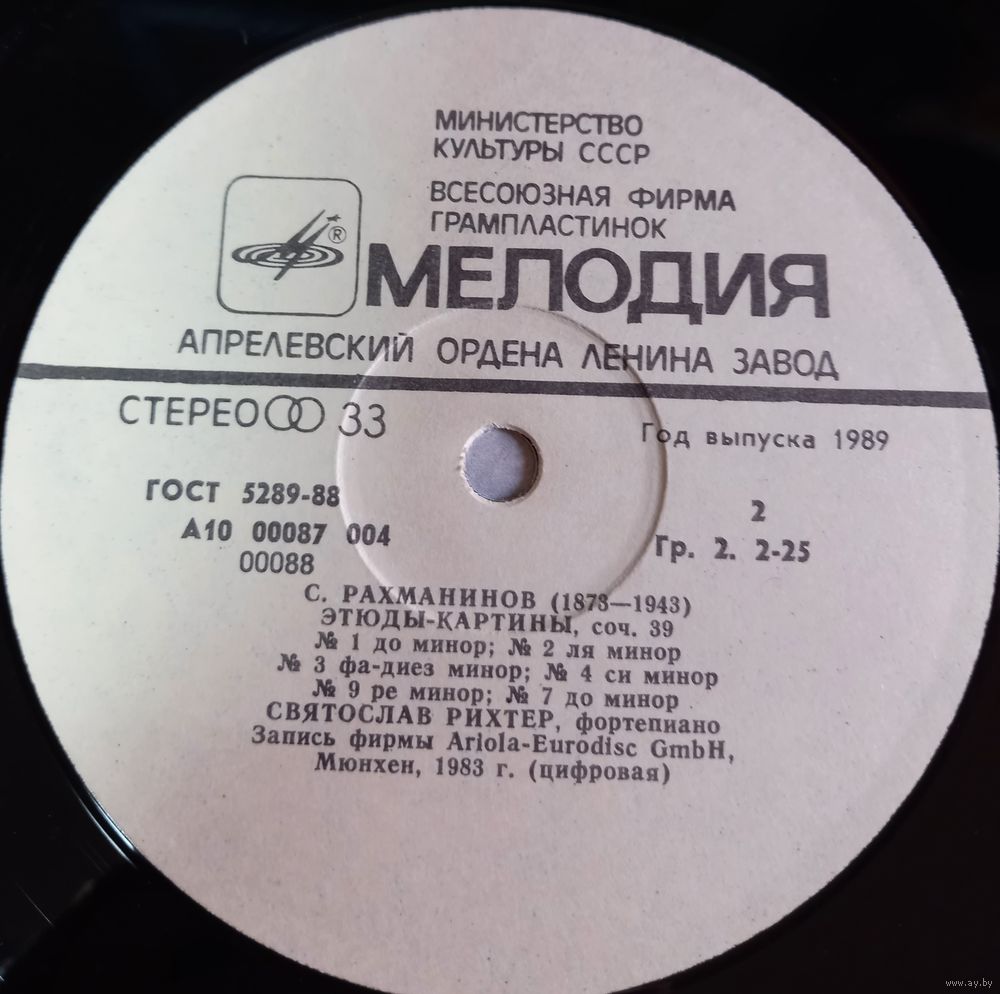 МИНИСТЕРСТВО
КУЛЬТУРЫ СССР
ВСЕСОЮЗНАЯ ФИРМА
ГРАМПЛАСТИНОК
®
МЕЛОДИЯ
АПРЕЛЕВСКИЙ ОРДЕНА ЛЕНИНА ЗАВОД
СТЕРЕО 33
Год выпуска 1989
ГОСТ 5289-88
2
А10 00087 004
Гр. 2. 2-25
00088
С. РАХМАНИНОВ (1873—1943)
ЭТЮДЫ-КАРТИНЫ, соч. 39
№ 1 до минор; № 2 ля минор
№ 3 фа-диез минор; № 4 си минор
№ 9 ре минор; № 7 до минор
СВЯТОСЛАВ РИХТЕР, фортепиано
Запись фирмы Ariola-Eurodisc GmbH,
Мюнхен, 1983 г. (цифровая)
www.ay.by